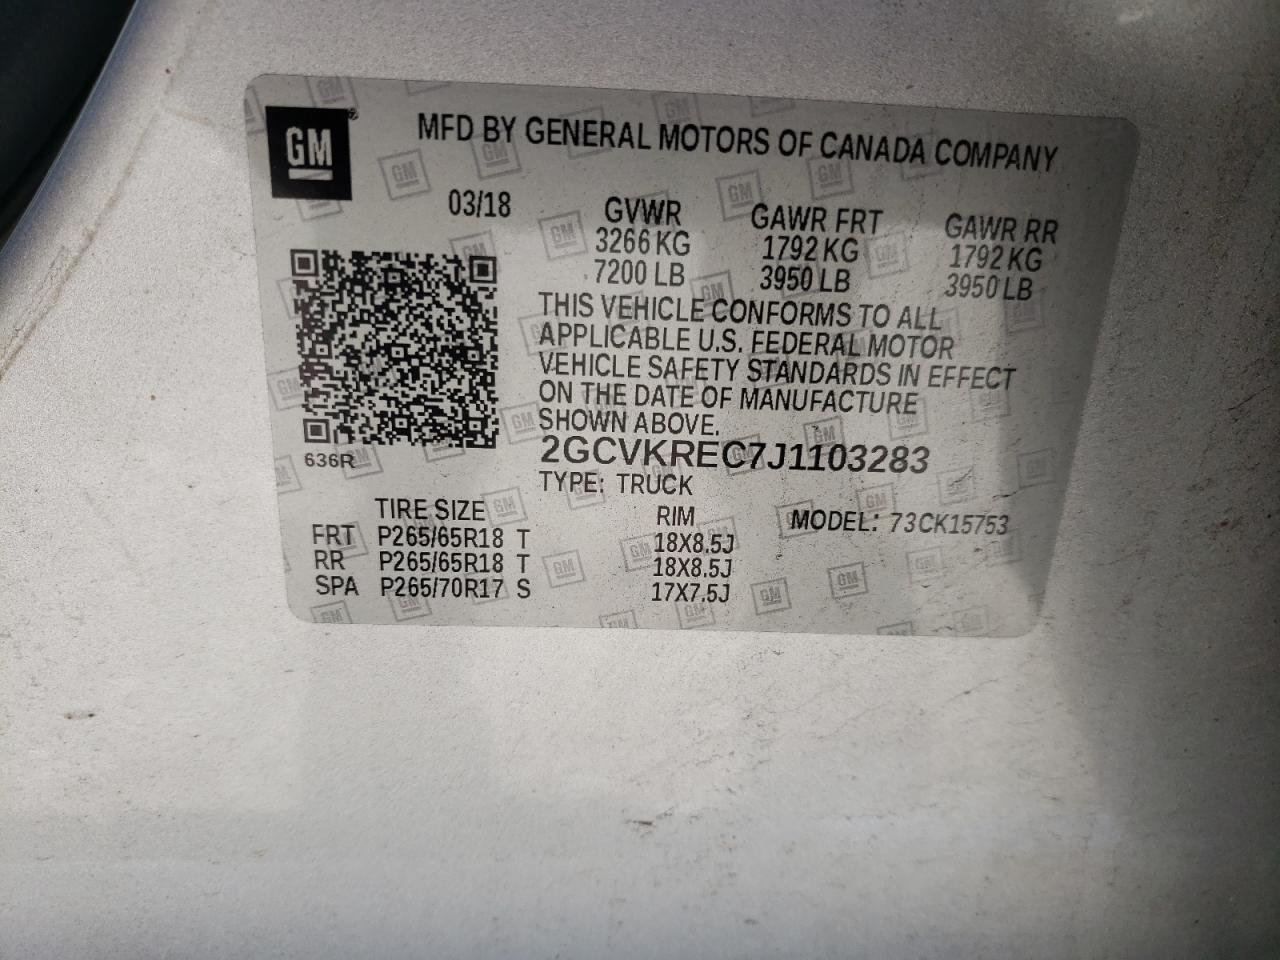 GM
MFD BY GENERAL MOTORS OF CANADA COMPANY
03/18
GVWR GAWR FRT GAWR RR
3266 KG 1792 KG 1792 KG
7200 LB 3950 LB 3950 LB
THIS VEHICLE CONFORMS TO ALL
APPLICABLE U.S. FEDERAL MOTOR
VEHICLE SAFETY STANDARDS IN EFFECT
ON THE DATE OF MANUFACTURE
SHOWN ABOVE.
636R
2GCVKREC7J1103283
TYPE: TRUCK
TIRE SIZE RIM MODEL: 73CK15753
FRT P265/65R18 T 18X8.5J
RR P265/65R18 T 18X8.5J
SPA P265/70R17 S 17X7.5J